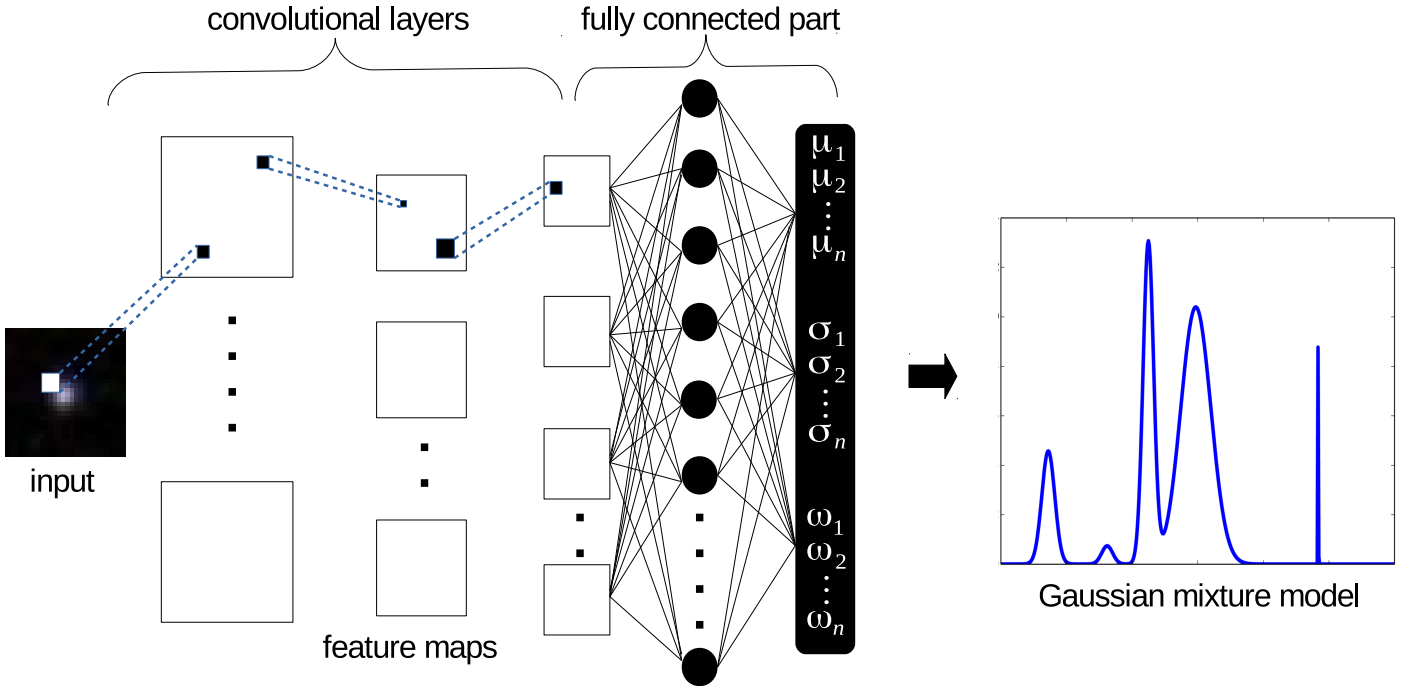 convolutional layers
fully connected part
input
feature maps
μ1
μ2
μn
σ1
σ2
σn
ω1
ω2
ωn
Gaussian mixture model